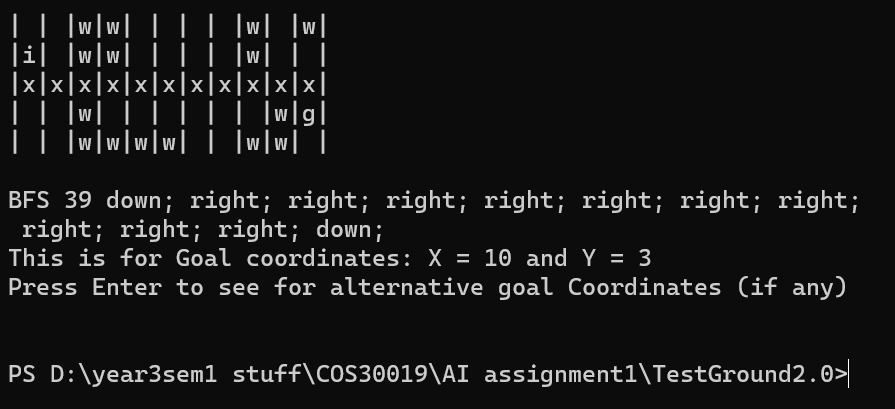 | | |w|w| | | | |w| |w|
|i| |w|w| | | | |w| | |
|x|x|x|x|x|x|x|x|x|x|x|
| | |w| | | | | | |w|g|
| | |w|w|w|w| | |w|w| |
BFS 39 down; right; right; right; right; right; right; right;
right; right; right; down;
This is for Goal coordinates: X = 10 and Y = 3
Press Enter to see for alternative goal Coordinates (if any)
PS D:\year3sem1 stuff\COS30019\AI assignment1\TestGround2.0>